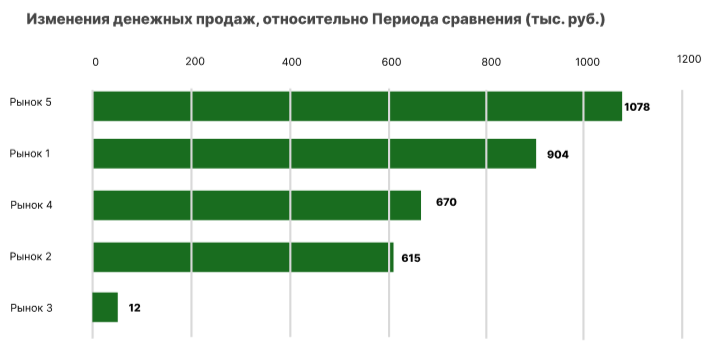 Изменения денежных продаж, относительно Периода сравнения (тыс. руб.)
0 200 400 600 800 1000 1200
Рынок 5 1078
Рынок 1 904
Рынок 4 670
Рынок 2 615
Рынок 3 12